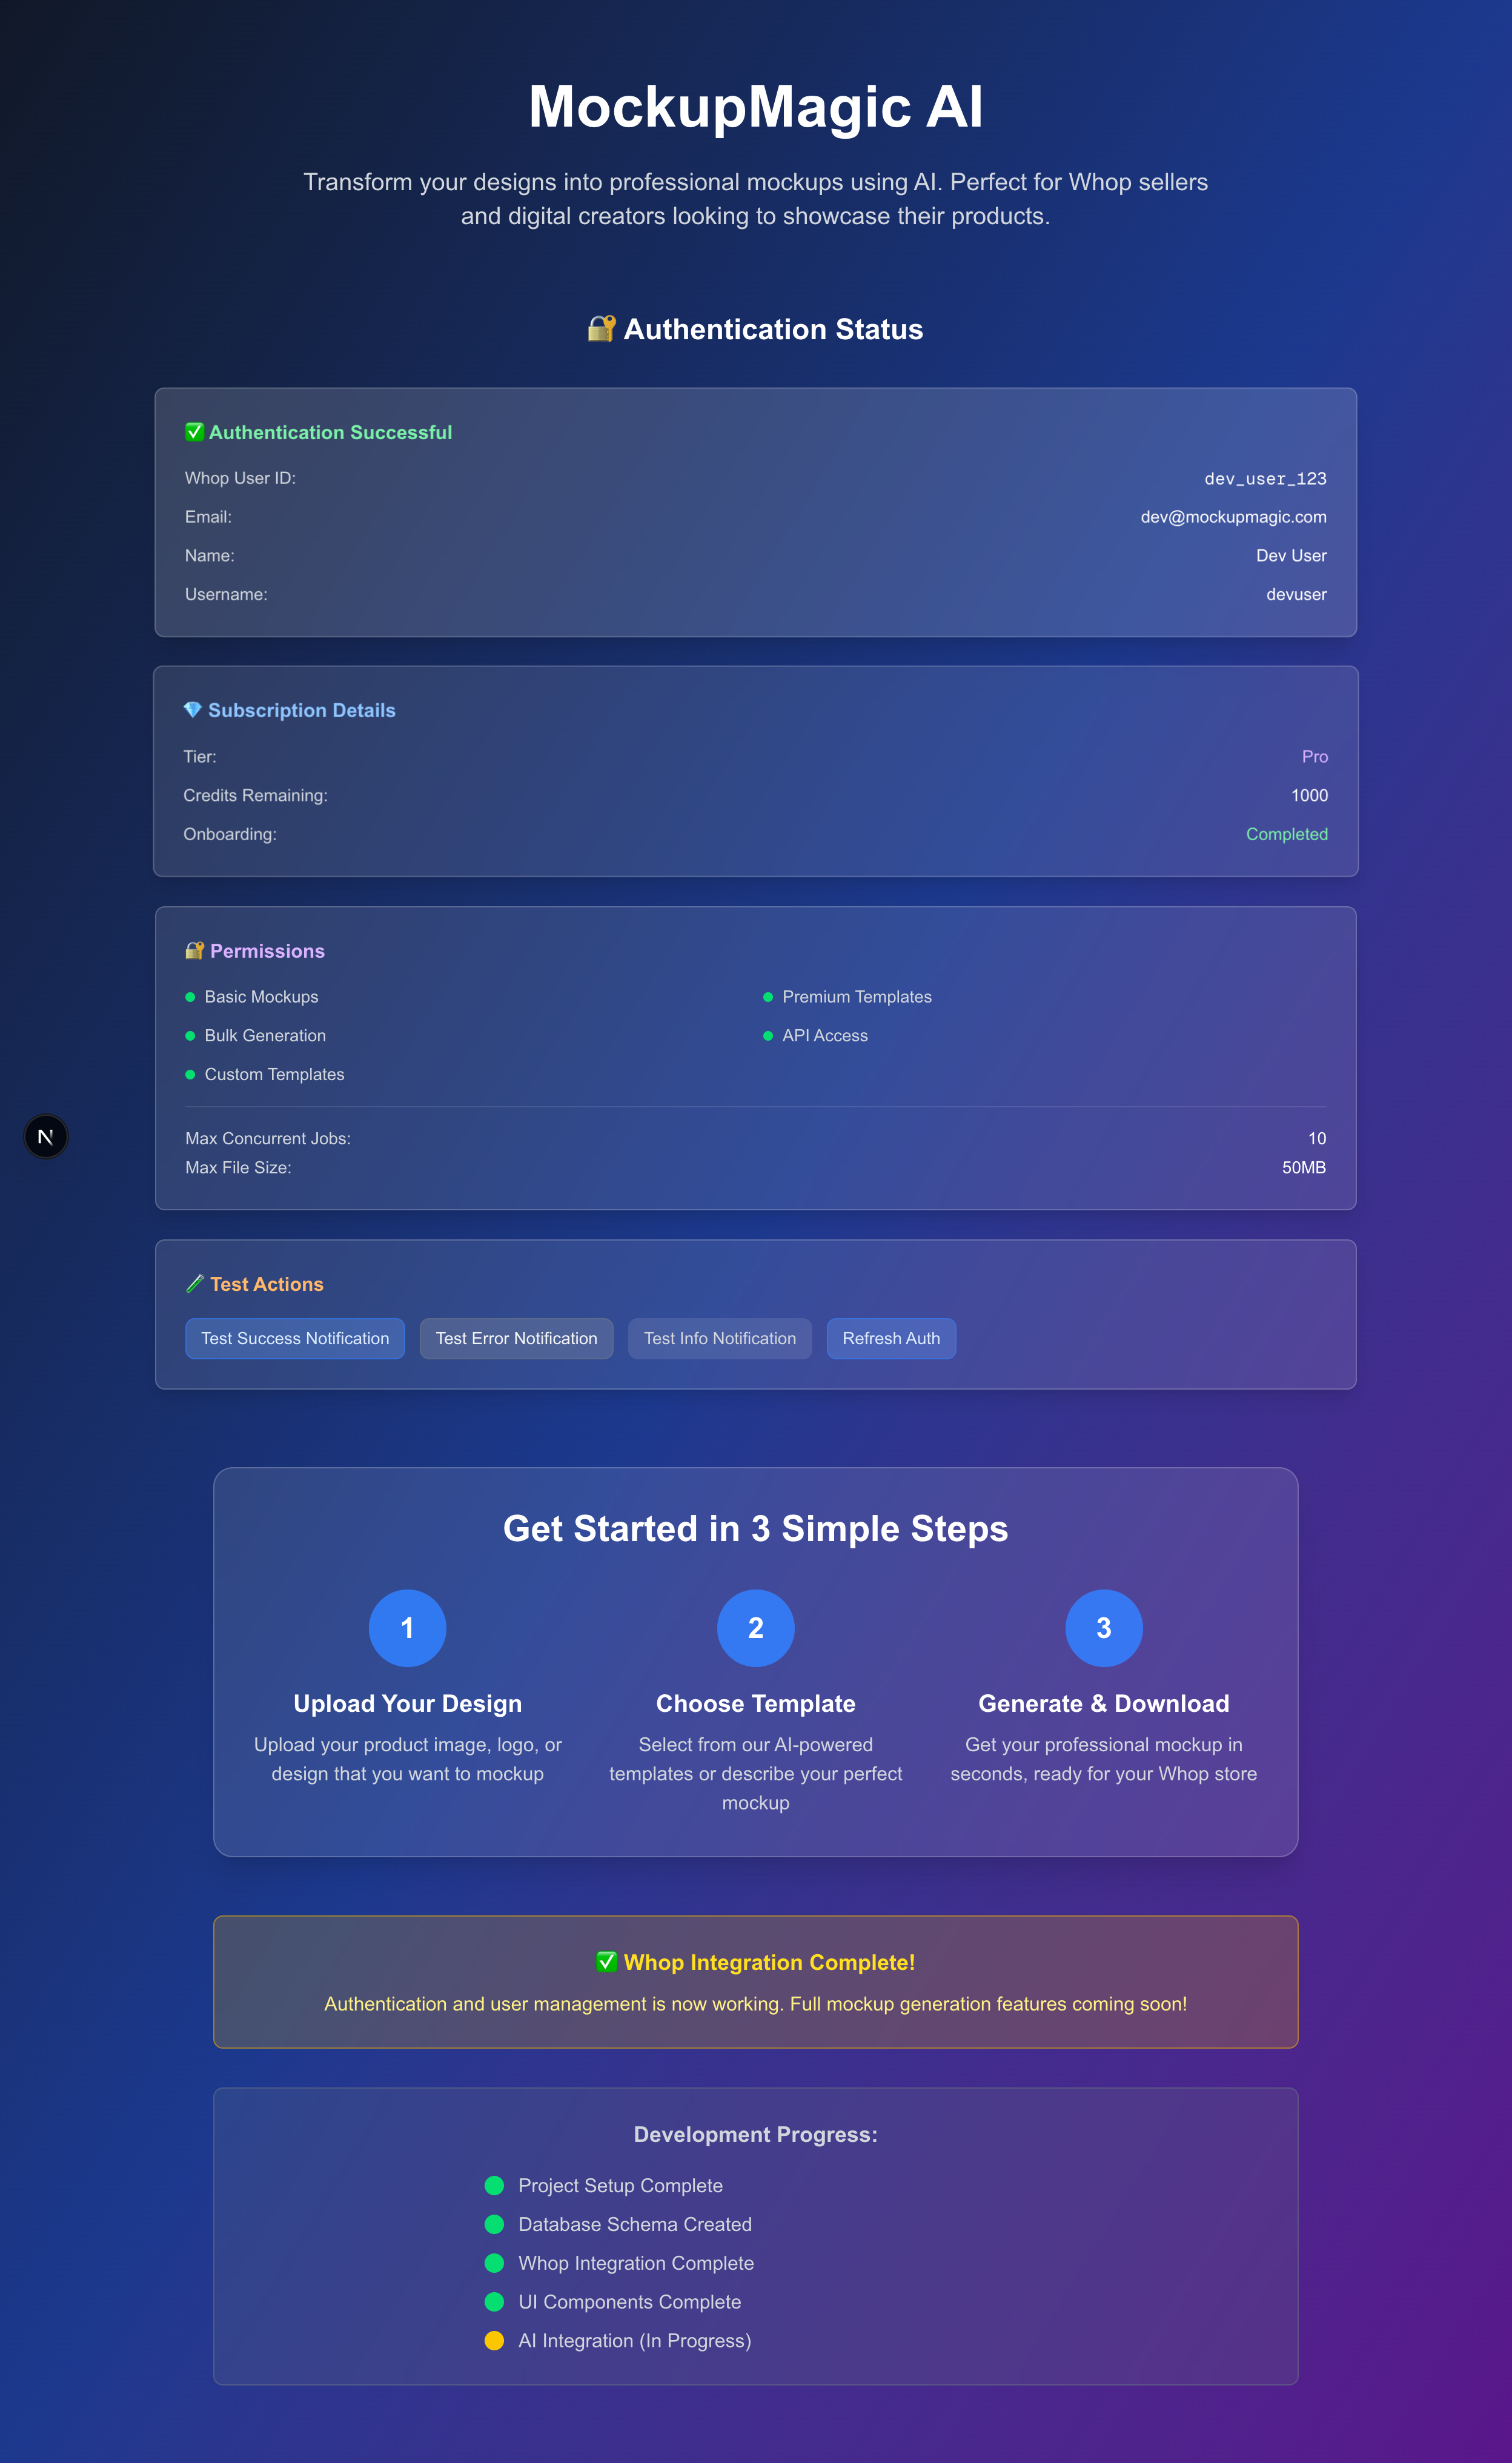 MockupMagic AI
Transform your designs into professional mockups using AI. Perfect for Whop sellers
and digital creators looking to showcase their products.
🔐 Authentication Status
✅ Authentication Successful
Whop User ID: dev_user_123
Email: dev@mockupmagic.com
Name: Dev User
Username: devuser
💎 Subscription Details
Tier: Pro
Credits Remaining: 1000
Onboarding: Completed
🔐 Permissions
Basic Mockups Premium Templates
Bulk Generation API Access
Custom Templates
N
Max Concurrent Jobs: 10
Max File Size: 50MB
🧪 Test Actions
Test Success Notification Test Error Notification Test Info Notification Refresh Auth
Get Started in 3 Simple Steps
1
Upload Your Design
Upload your product image, logo, or
design that you want to mockup
2
Choose Template
Select from our AI-powered
templates or describe your perfect
mockup
3
Generate & Download
Get your professional mockup in
seconds, ready for your Whop store
✅ Whop Integration Complete!
Authentication and user management is now working. Full mockup generation features coming soon!
Development Progress:
Project Setup Complete
Database Schema Created
Whop Integration Complete
UI Components Complete
AI Integration (In Progress)